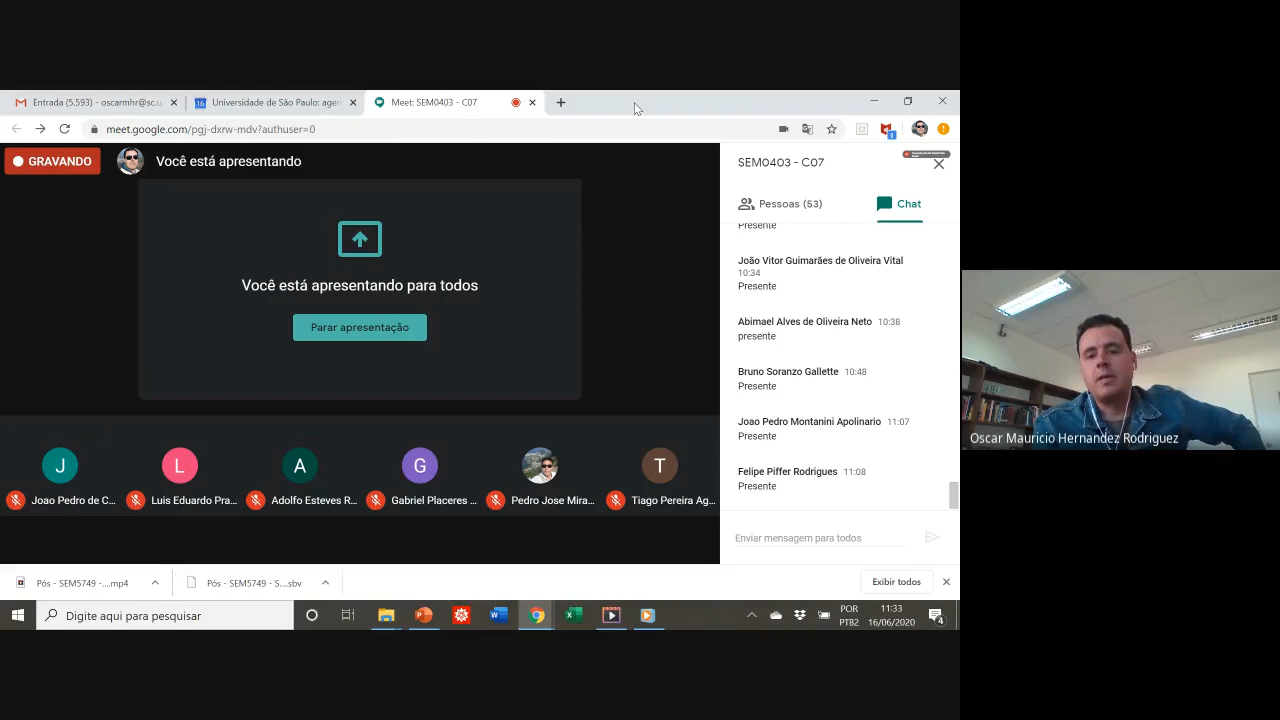 Entrada (5.593) - oscarmhr@sc.u
Universidade de São Paulo: agen
Meet: SEM0403 - C07
meet.google.com/pgj-dxrw-mdv?authuser=0
GRAVANDO
Você está apresentando
Você está apresentando para todos
Parar apresentação
J
L
A
G
T
Joao Pedro de C...
Luis Eduardo Pra...
Adolfo Esteves R...
Gabriel Placeres ...
Pedro Jose Mira...
Tiago Pereira Ag...
SEM0403 - C07
Pessoas (53)
Chat
Presente
João Vitor Guimarães de Oliveira Vital
10:34
Presente
Abimael Alves de Oliveira Neto 10:38
presente
Bruno Soranzo Gallette 10:48
Presente
Joao Pedro Montanini Apolinario 11:07
Presente
Felipe Piffer Rodrigues 11:08
Presente
Enviar mensagem para todos
Oscar Mauricio Hernandez Rodriguez
Pós - SEM5749 -....mp4
Pós - SEM5749 - S....sbv
Exibir todos
Digite aqui para pesquisar
POR
PTB2
11:33
16/06/2020
4